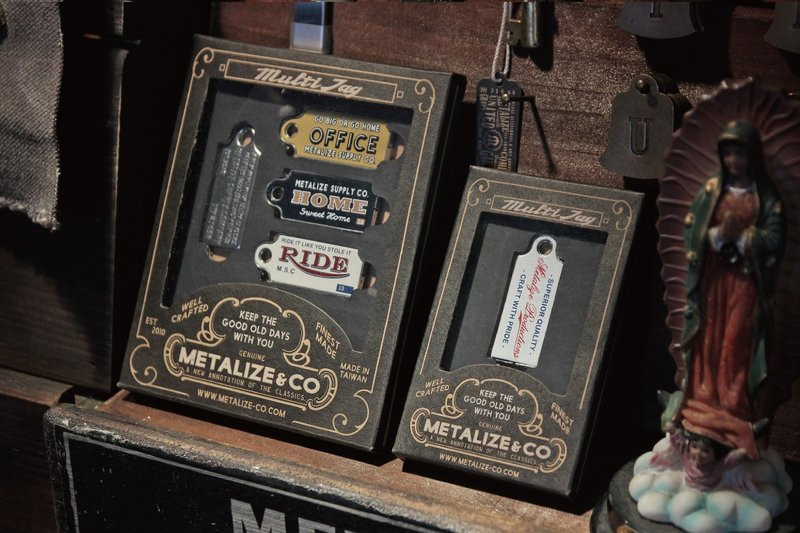 Multi Tag
GO BIG OR GO HOME
OFFICE
METALIZE SUPPLY CO.
METALIZE SUPPLY CO.
HOME
Sweet Home
RIDE IT LIKE YOU STOLE IT
RIDE
M.S.C
10
WELL
CRAFTED
EST.
2010
KEEP THE
GOOD OLD DAYS
WITH YOU
FINEST
MADE
GENUINE
METALIZE&CO
A NEW ANNOTATION OF THE CLASSICS
MADE IN
TAIWAN
WWW.METALIZE-CO.COM
Multi Tag
SUPERIOR QUALITY
Metalize Productions
CRAFT WITH PRIDE
WELL
CRAFTED
KEEP THE
GOOD OLD DAYS
WITH YOU
FINEST
MADE
GENUINE
METALIZE&CO
A NEW ANNOTATION OF THE CLASSICS
WWW.METALIZE-CO.COM
U